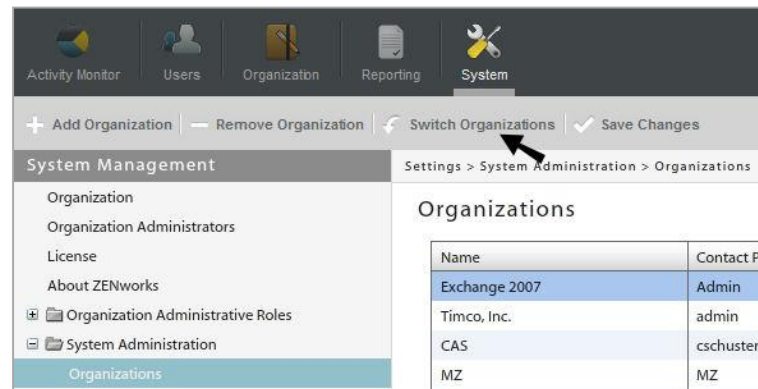 Activity Monitor Users Organization Reporting System
Add Organization Remove Organization Switch Organizations Save Changes
System Management
Organization
Organization Administrators
License
About ZENworks
Organization Administrative Roles
System Administration
Organizations
Settings > System Administration > Organizations
Organizations
Name Contact P
Exchange 2007 Admin
Timco, Inc. admin
CAS cschuster
MZ MZ